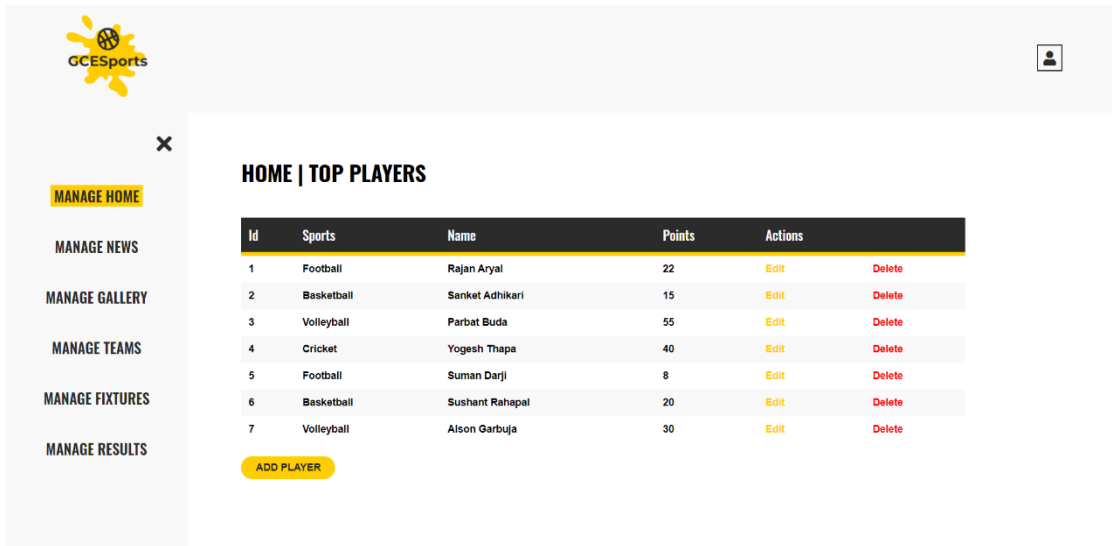 GCESports
MANAGE HOME
MANAGE NEWS
MANAGE GALLERY
MANAGE TEAMS
MANAGE FIXTURES
MANAGE RESULTS
HOME | TOP PLAYERS
Id Sports Name Points Actions
1 Football Rajan Aryal 22 Edit Delete
2 Basketball Sanket Adhikari 15 Edit Delete
3 Volleyball Parbat Buda 55 Edit Delete
4 Cricket Yogesh Thapa 40 Edit Delete
5 Football Suman Darji 8 Edit Delete
6 Basketball Sushant Rahapal 20 Edit Delete
7 Volleyball Alson Garbuja 30 Edit Delete
ADD PLAYER